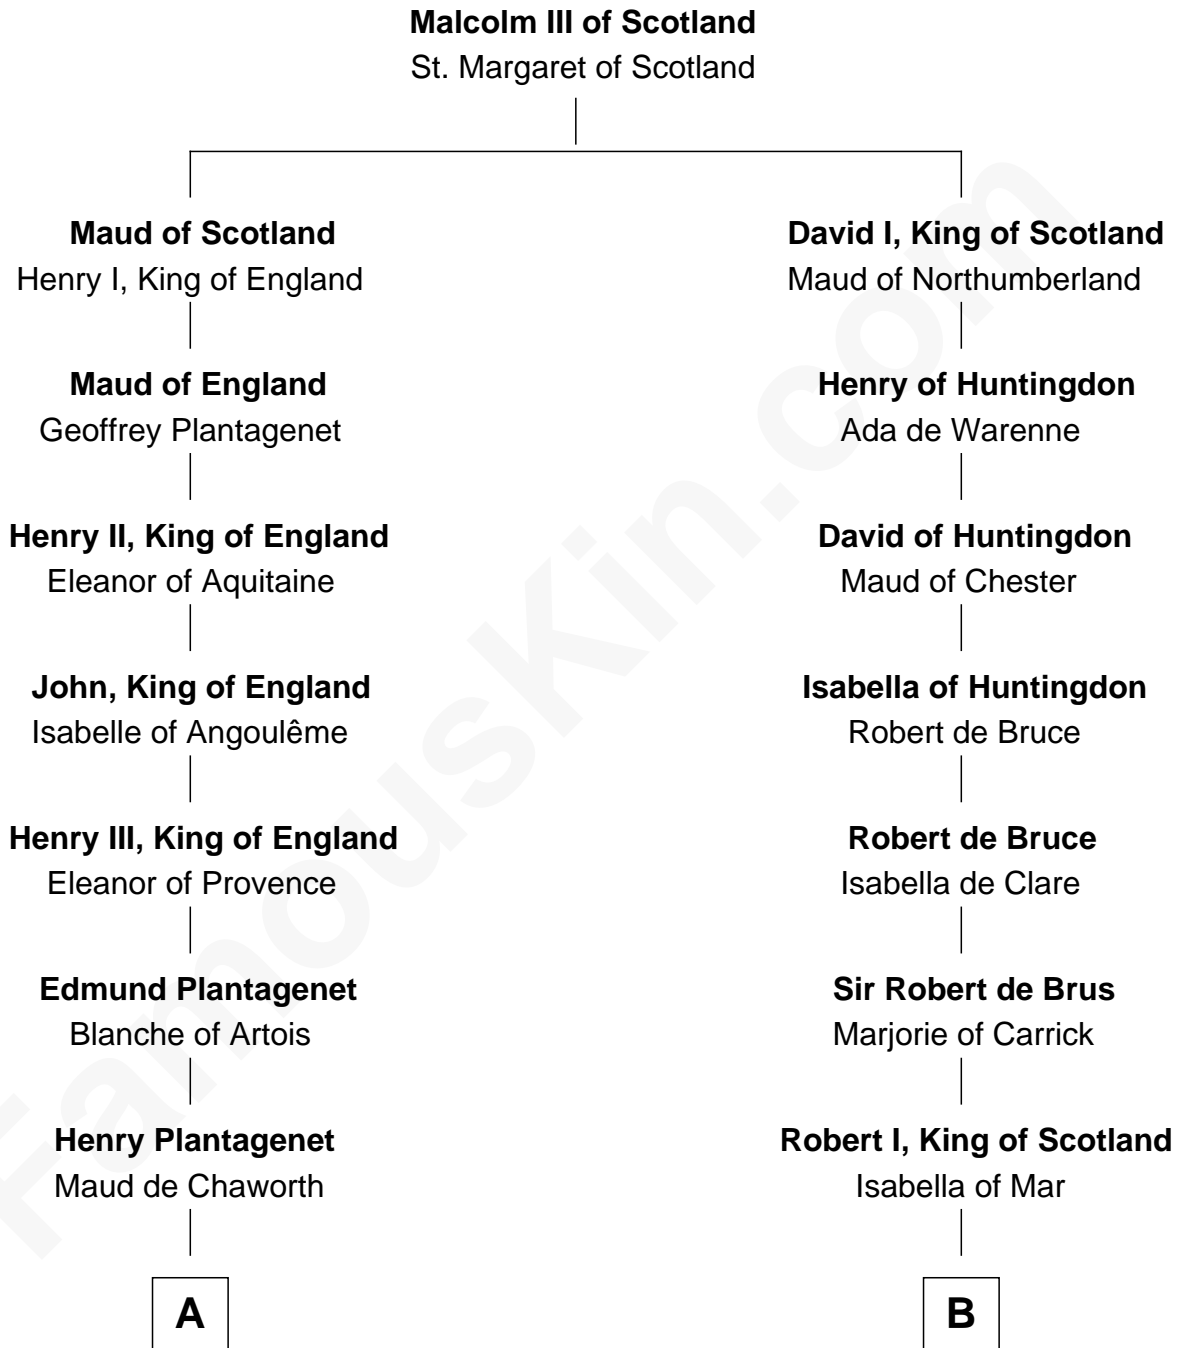 Malcolm III of Scotland
St. Margaret of Scotland
Maud of Scotland
Henry I, King of England
David I, King of Scotland
Maud of Northumberland
Maud of England
Geoffrey Plantagenet
Henry of Huntingdon
Ada de Warenne
Henry II, King of England
Eleanor of Aquitaine
David of Huntingdon
Maud of Chester
John, King of England
Isabelle of Angoulême
Isabella of Huntingdon
Robert de Bruce
Henry III, King of England
Eleanor of Provence
Robert de Bruce
Isabella de Clare
Edmund Plantagenet
Blanche of Artois
Sir Robert de Brus
Marjorie of Carrick
Henry Plantagenet
Maud de Chaworth
Robert I, King of Scotland
Isabella of Mar
A
B
FamousKin.com